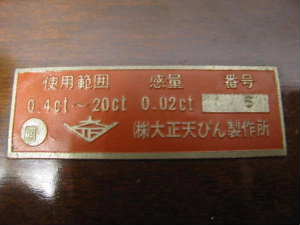 使用範囲 感量 番号
0.4ct～20ct 0.02ct 5
㈱大正天びん製作所